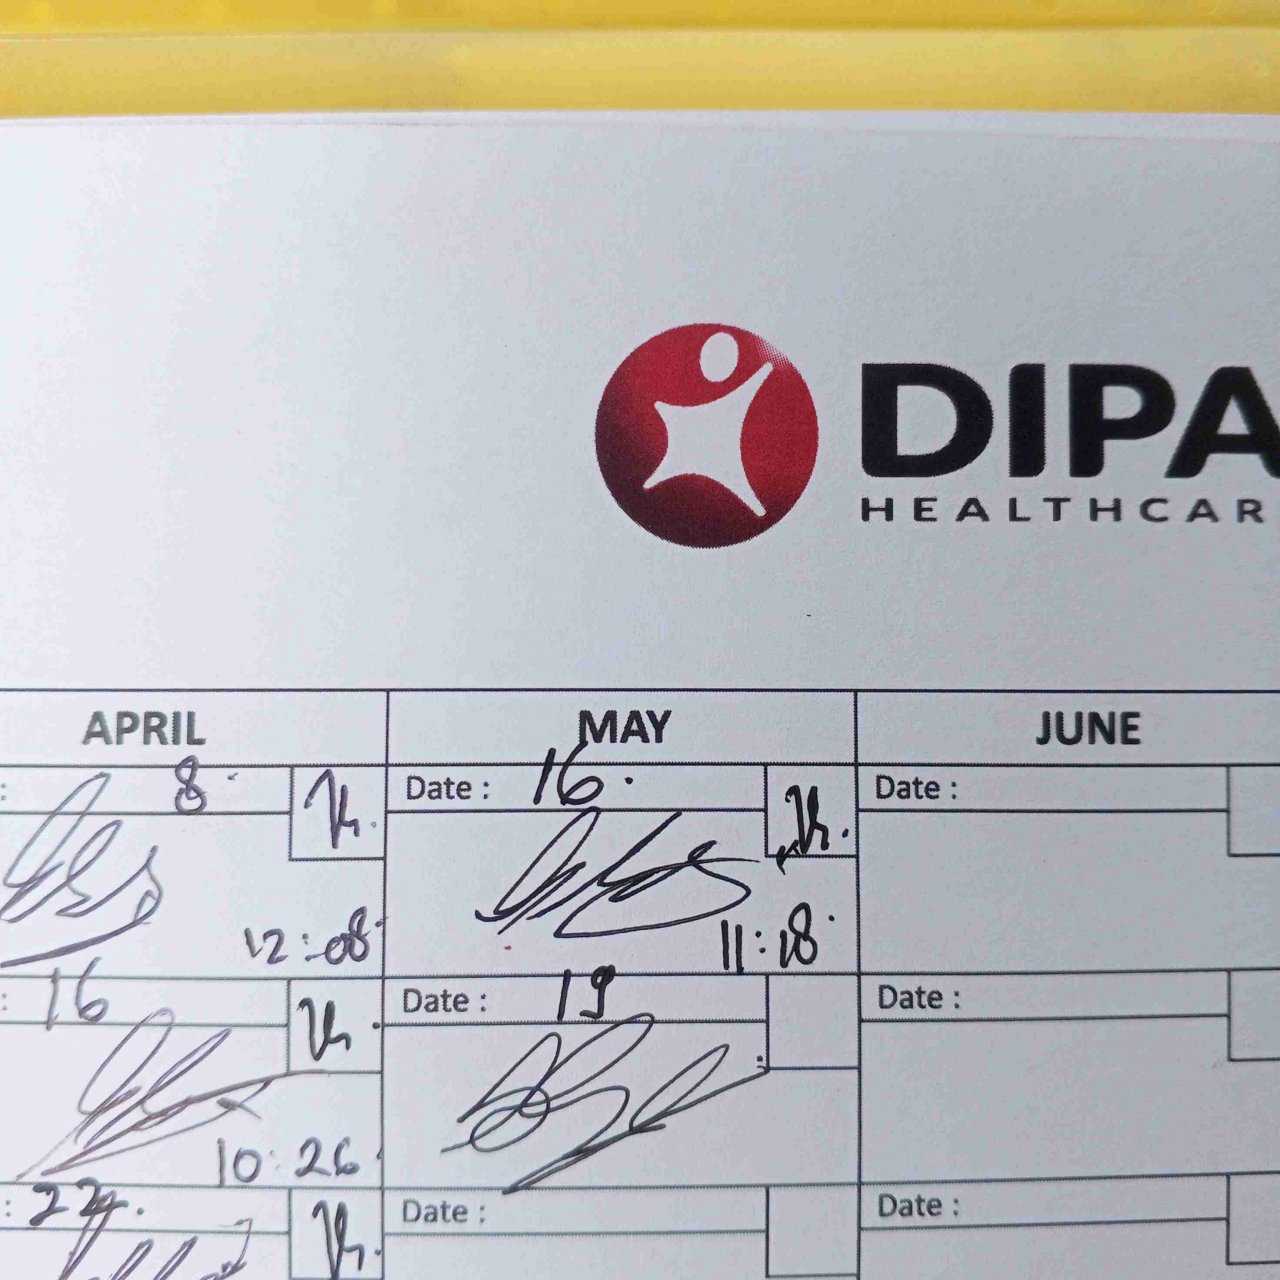 DIPA
HEALTHCAR
APRIL MAY JUNE
: 8 Date : 16 Date :
12:08 11:18
: 16 Date : 19 Date :
10:26
: 22 Date : Date :